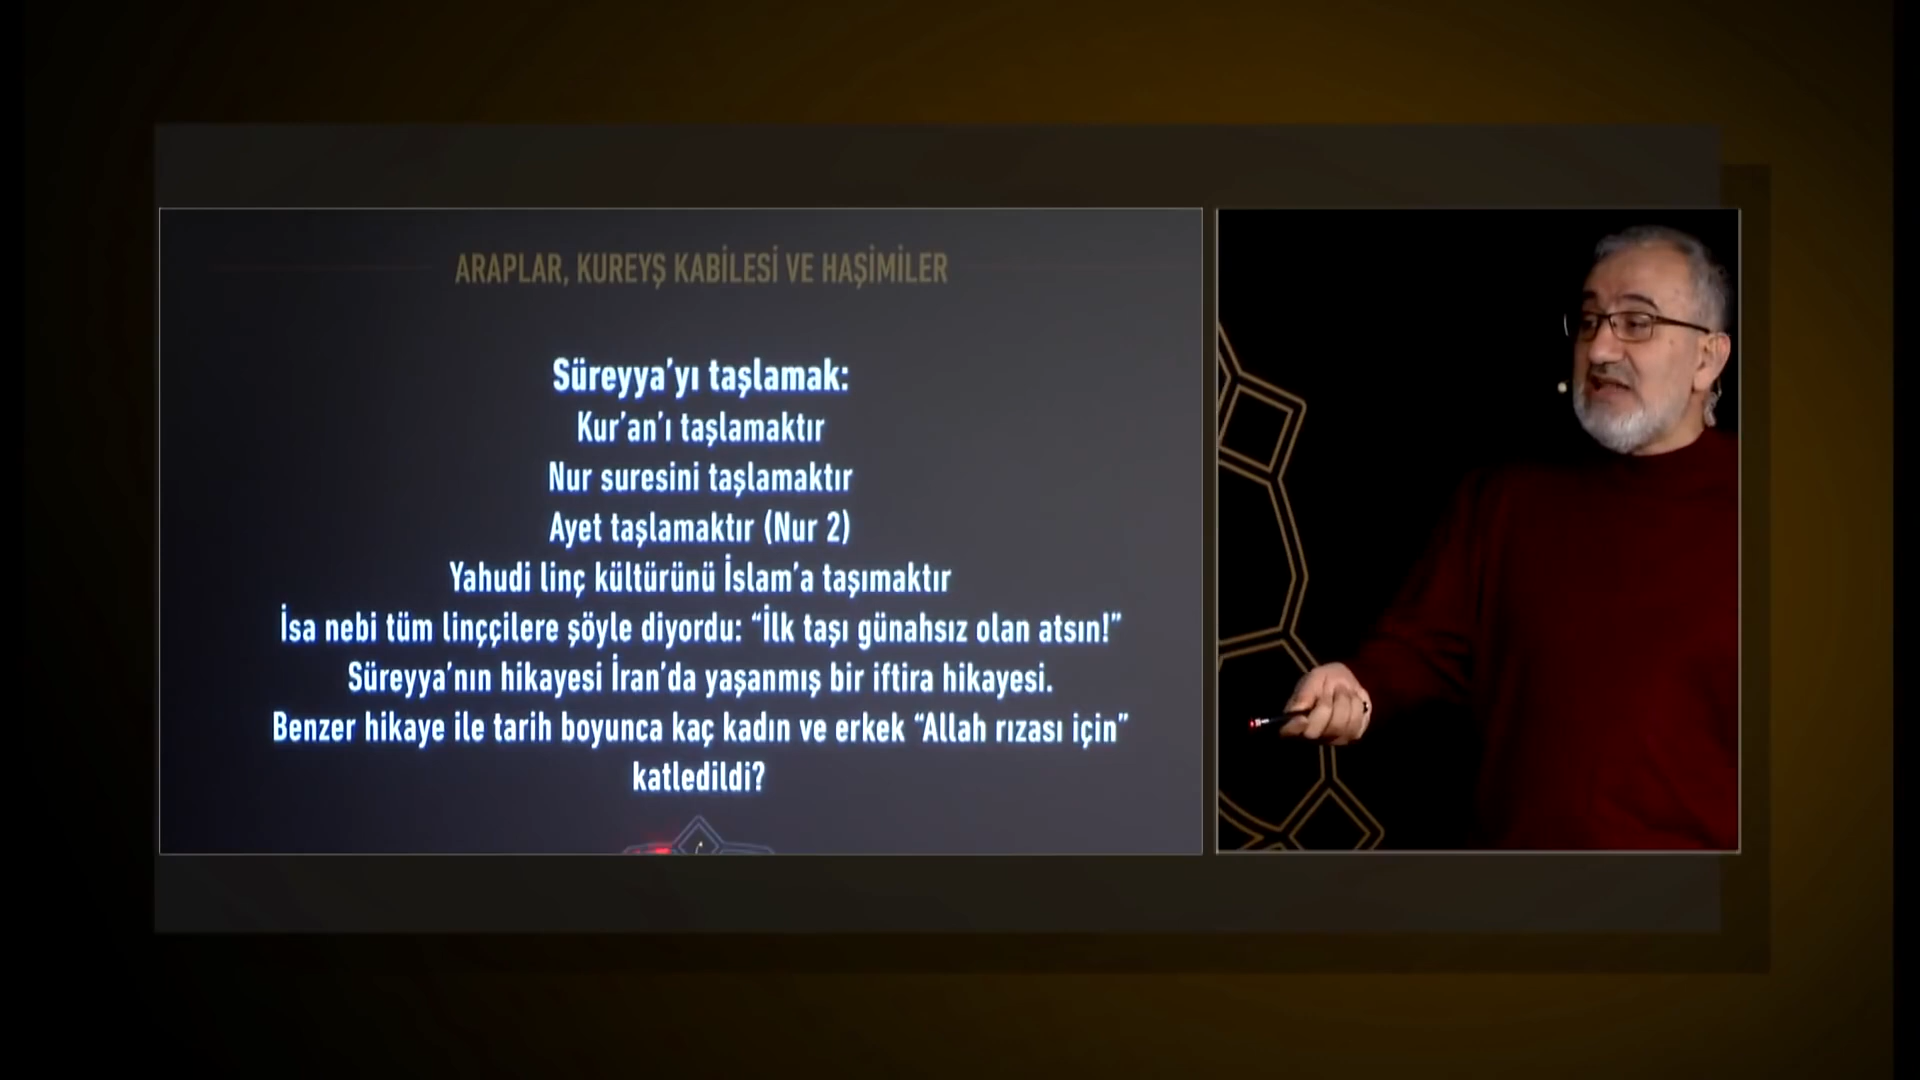 ARAPLAR, KUREYŞ KABİLESİ VE HAŞİMİLER
Süreyya’yı taşlamak:
Kur’an’ı taşlamaktır
Nur suresini taşlamaktır
Ayet taşlamaktır (Nur 2)
Yahudi linç kültürünü İslam’a taşımaktır
İsa nebi tüm linççilere şöyle diyordu: “İlk taşı günahsız olan atsın!”
Süreyya’nın hikayesi İran’da yaşanmış bir iftira hikayesi.
Benzer hikaye ile tarih boyunca kaç kadın ve erkek “Allah rızası için”
katledildi?